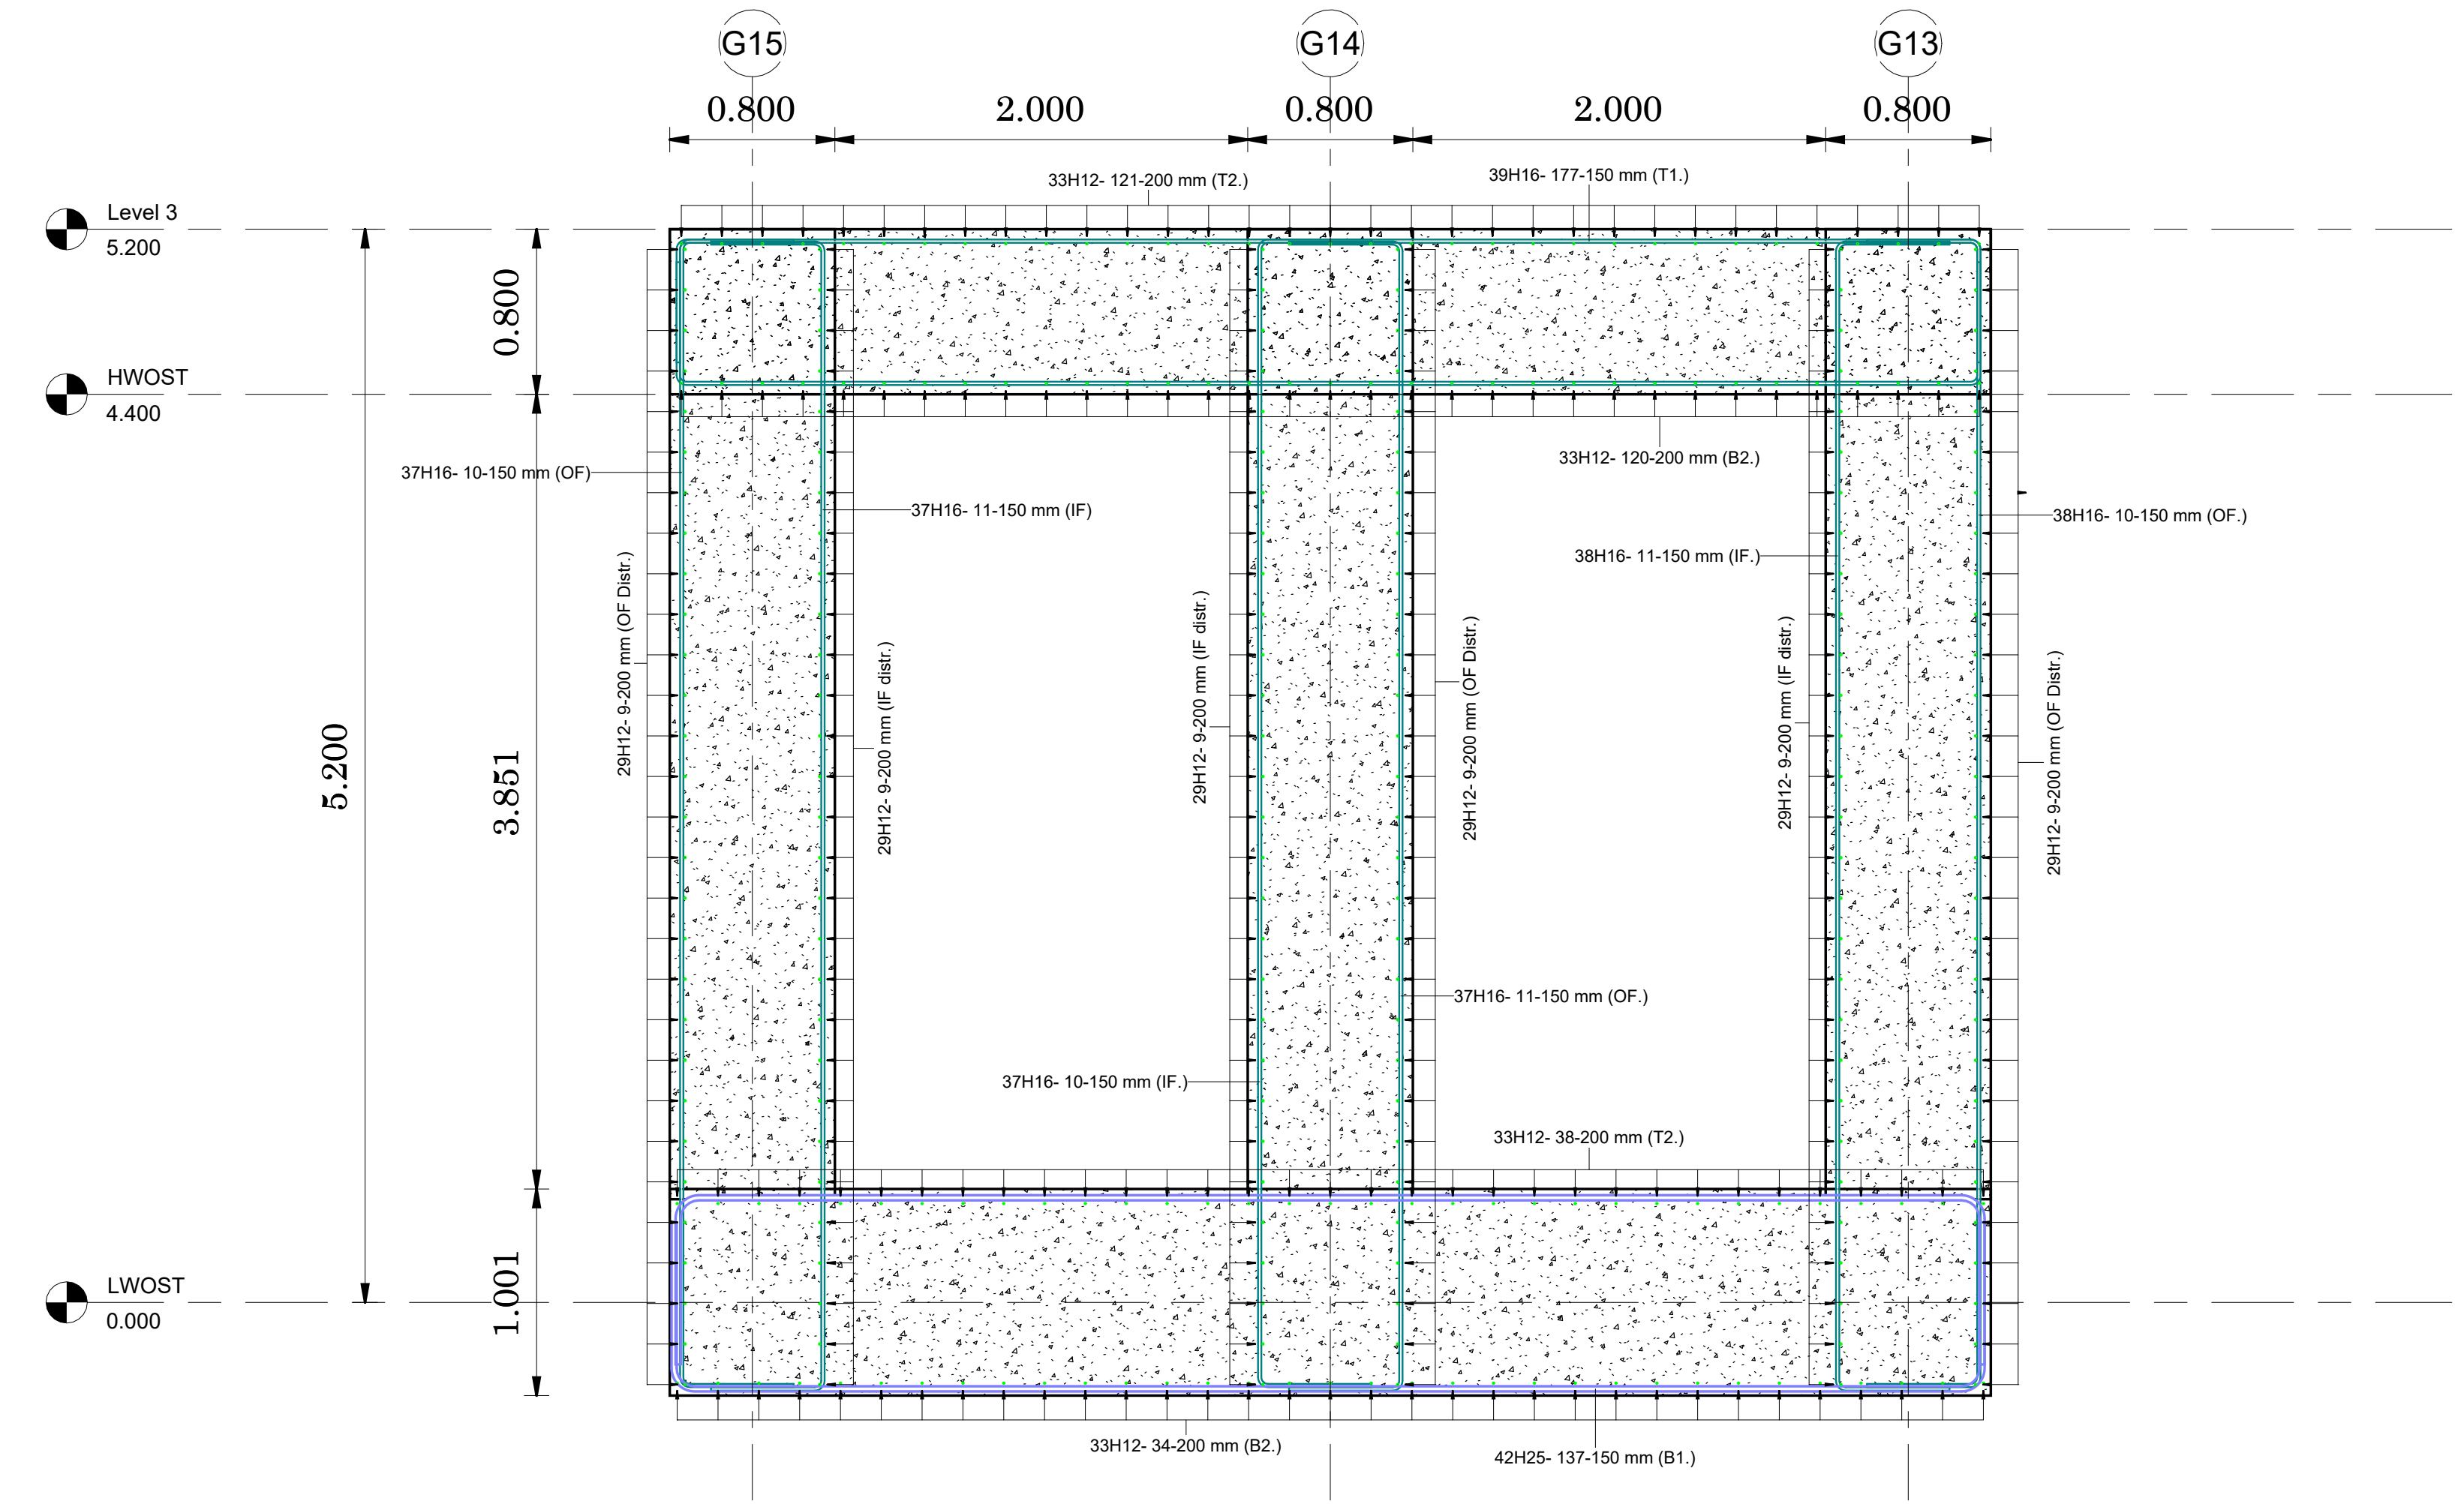 G15
G14
G13
0.800
2.000
0.800
2.000
0.800
33H12- 121-200 mm (T2.)
39H16- 177-150 mm (T1.)
Level 3
5.200
0.800
HWOST
4.400
33H12- 120-200 mm (B2.)
37H16- 10-150 mm (OF)
37H16- 11-150 mm (IF)
38H16- 10-150 mm (OF.)
38H16- 11-150 mm (IF.)
29H12- 9-200 mm (OF Distr.)
29H12- 9-200 mm (IF distr.)
29H12- 9-200 mm (IF distr.)
29H12- 9-200 mm (OF Distr.)
29H12- 9-200 mm (IF distr.)
29H12- 9-200 mm (OF Distr.)
5.200
3.851
37H16- 11-150 mm (OF.)
37H16- 10-150 mm (IF.)
33H12- 38-200 mm (T2.)
1.001
LWOST
0.000
33H12- 34-200 mm (B2.)
42H25- 137-150 mm (B1.)